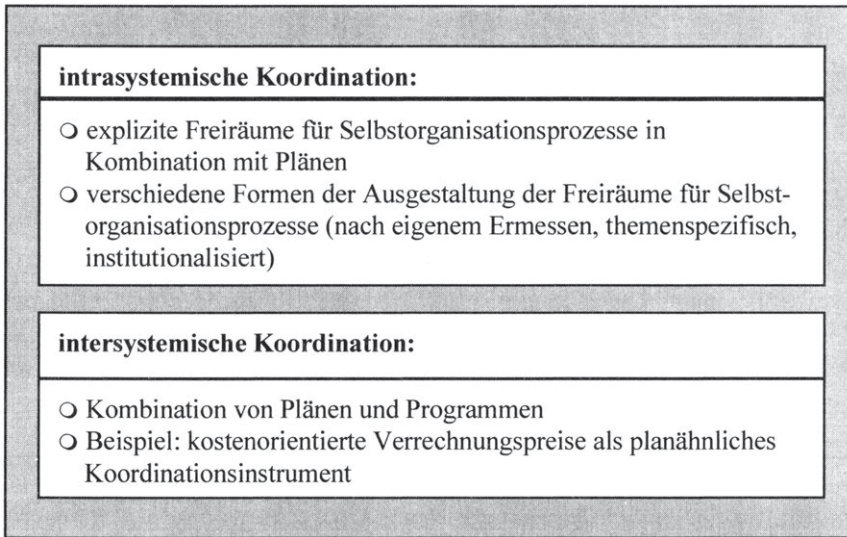 intrasystemische Koordination:
❍ explizite Freiräume für Selbstorganisationsprozesse in
Kombination mit Plänen
❍ verschiedene Formen der Ausgestaltung der Freiräume für Selbst-
organisationsprozesse (nach eigenem Ermessen, themenspezifisch,
institutionalisiert)
intersystemische Koordination:
❍ Kombination von Plänen und Programmen
❍ Beispiel: kostenorientierte Verrechnungspreise als planähnliches
Koordinationsinstrument